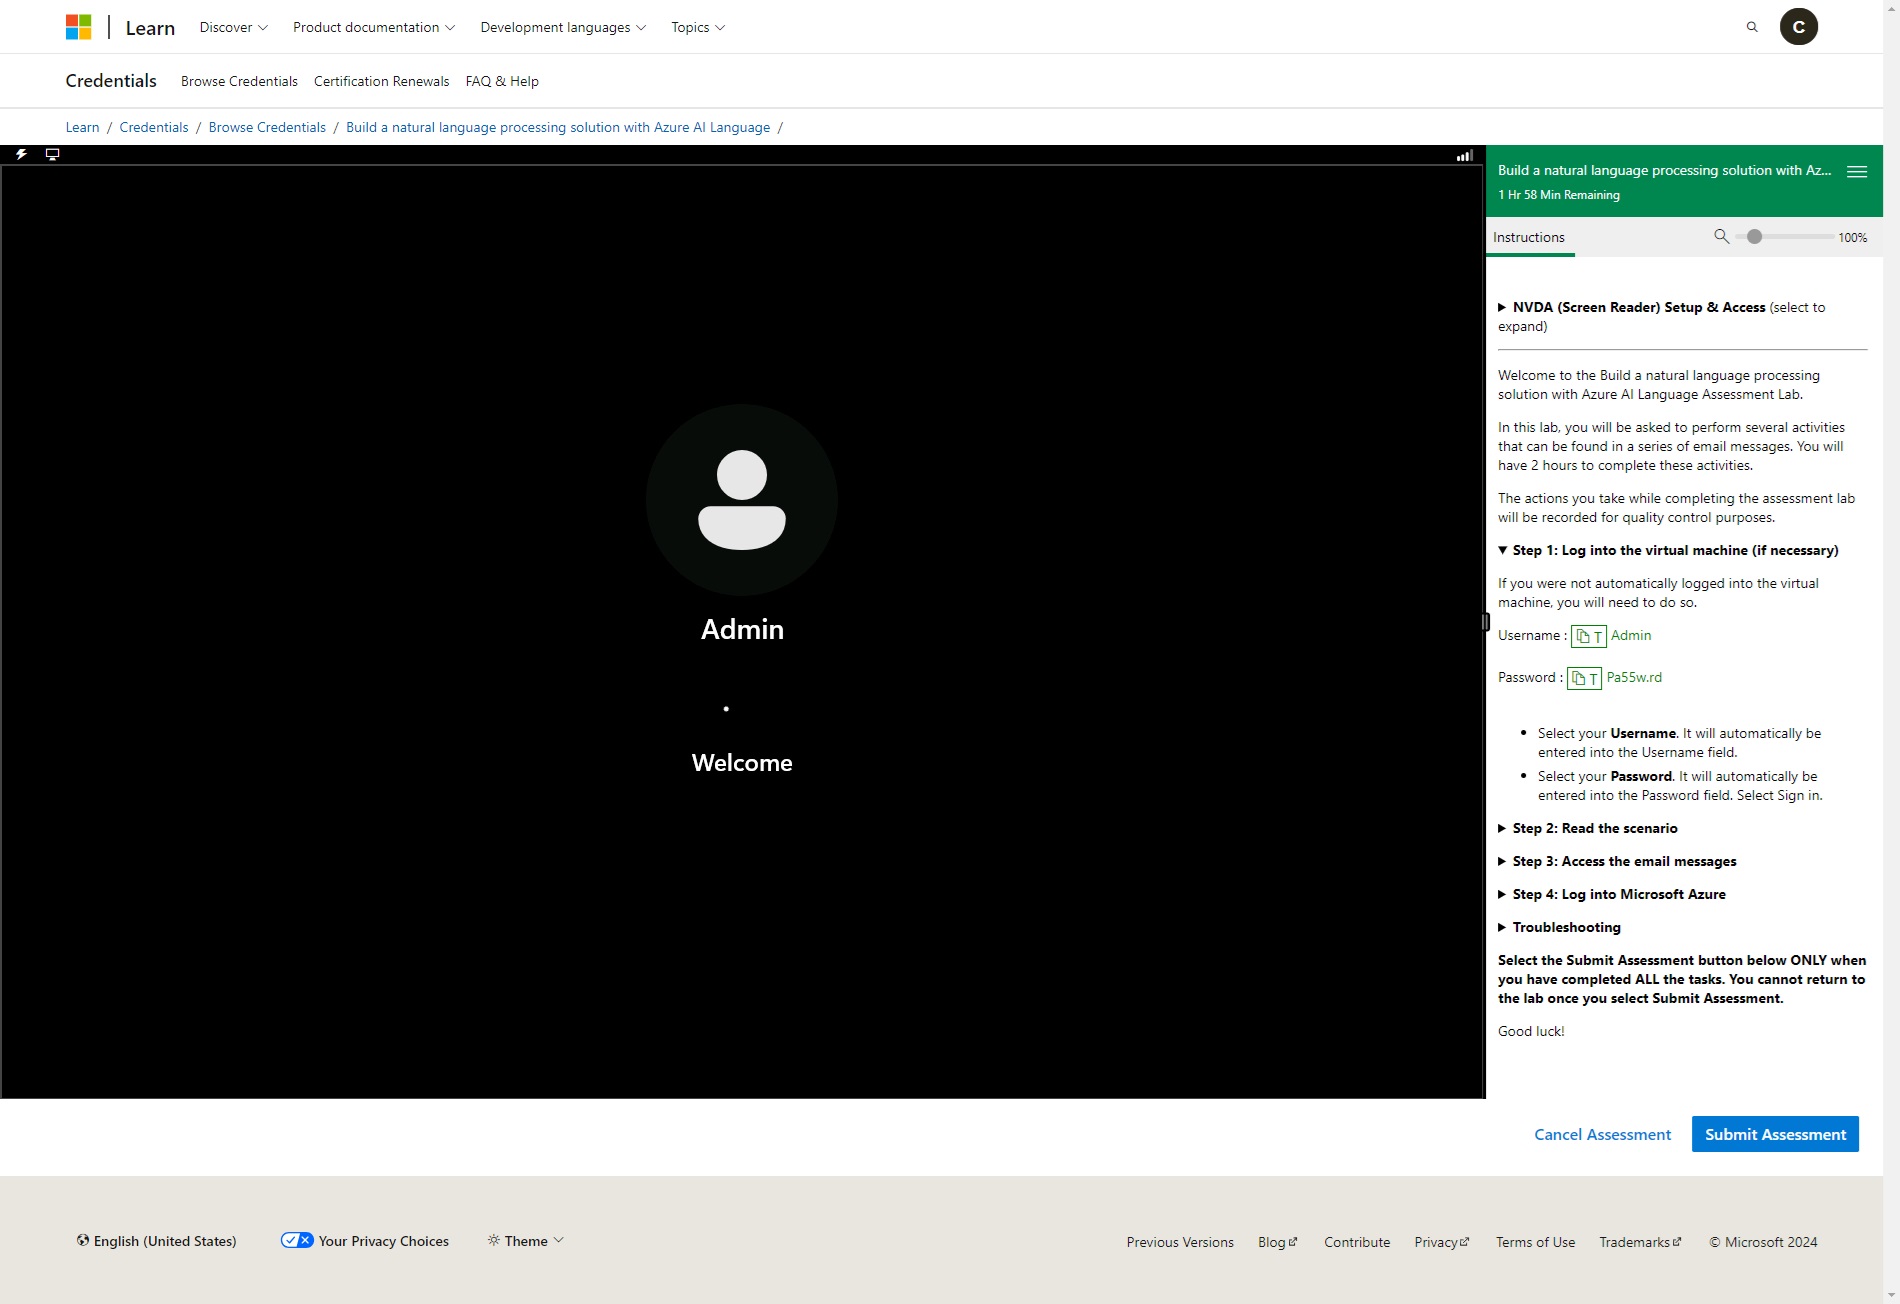 Learn
Discover
Product documentation
Development languages
Topics
C
Credentials
Browse Credentials
Certification Renewals
FAQ & Help
Learn / Credentials / Browse Credentials / Build a natural language processing solution with Azure AI Language /
Admin
Welcome
Build a natural language processing solution with Az...
1 Hr 58 Min Remaining
Instructions
100%
NVDA (Screen Reader) Setup & Access (select to
expand)
Welcome to the Build a natural language processing
solution with Azure AI Language Assessment Lab.
In this lab, you will be asked to perform several activities
that can be found in a series of email messages. You will
have 2 hours to complete these activities.
The actions you take while completing the assessment lab
will be recorded for quality control purposes.
Step 1: Log into the virtual machine (if necessary)
If you were not automatically logged into the virtual
machine, you will need to do so.
Username : T Admin
Password : T Pa55w.rd
• Select your Username. It will automatically be
entered into the Username field.
• Select your Password. It will automatically be
entered into the Password field. Select Sign in.
Step 2: Read the scenario
Step 3: Access the email messages
Step 4: Log into Microsoft Azure
Troubleshooting
Select the Submit Assessment button below ONLY when
you have completed ALL the tasks. You cannot return to
the lab once you select Submit Assessment.
Good luck!
Cancel Assessment
Submit Assessment
English (United States)
Your Privacy Choices
Theme
Previous Versions
Blog
Contribute
Privacy
Terms of Use
Trademarks
© Microsoft 2024